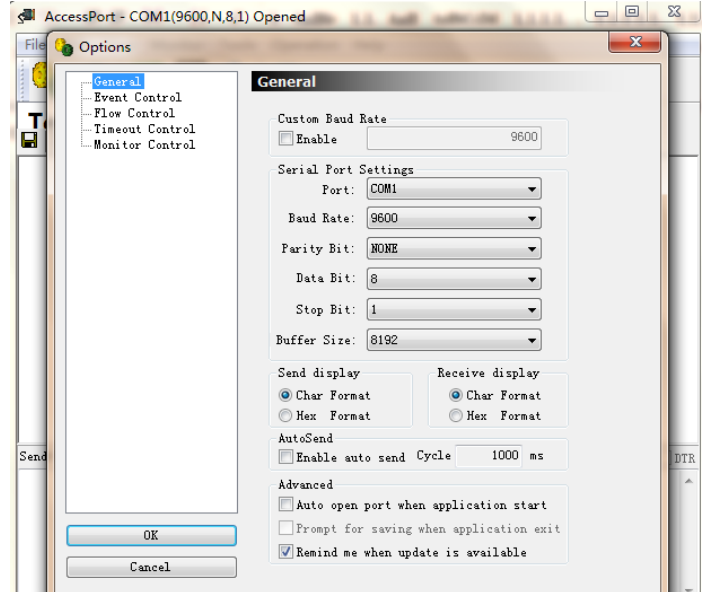 AccessPort - COM1(9600,N,8,1) Opened
File
Options
General
Event Control
Flow Control
Timeout Control
Monitor Control
General
Custom Baud Rate
Enable 9600
Serial Port Settings
Port: COM1
Baud Rate: 9600
Parity Bit: NONE
Data Bit: 8
Stop Bit: 1
Buffer Size: 8192
Send display
Char Format
Hex Format
Receive display
Char Format
Hex Format
AutoSend
Enable auto send Cycle 1000 ms
Advanced
Auto open port when application start
Prompt for saving when application exit
Remind me when update is available
OK
Cancel
Send
DTR